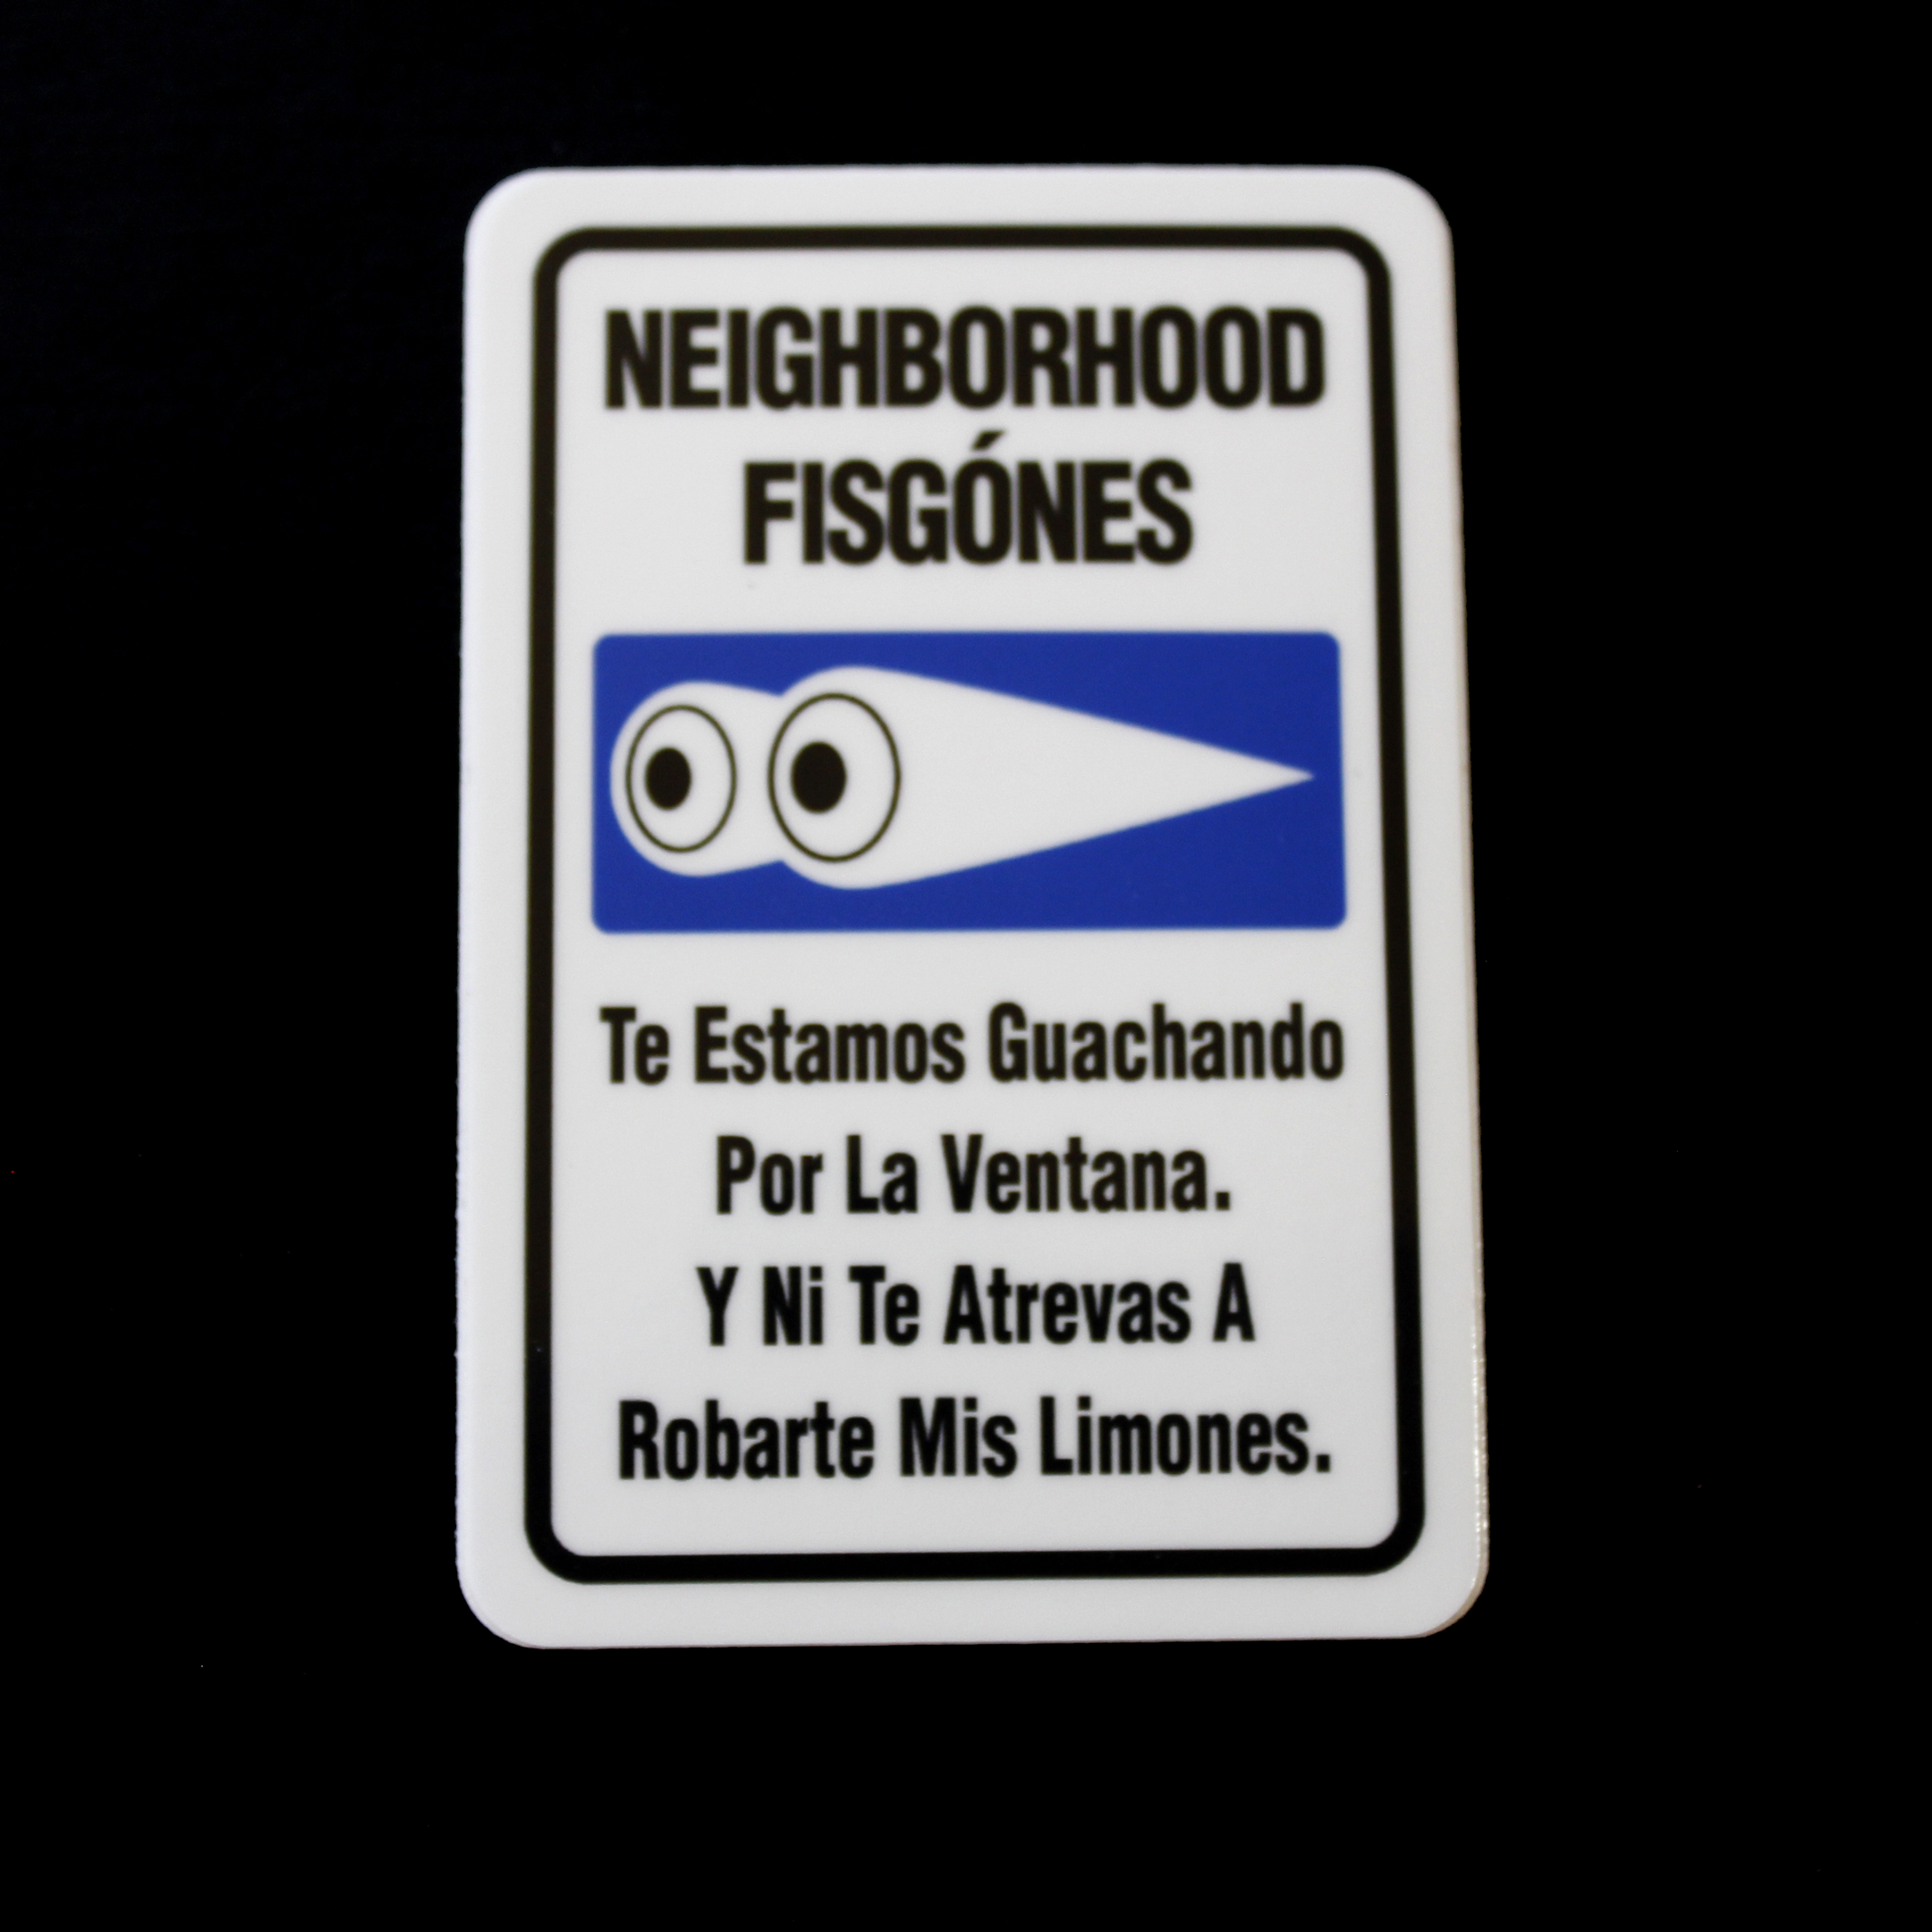 NEIGHBORHOOD
FISGÓNES
Te Estamos Guachando
Por La Ventana.
Y Ni Te Atrevas A
Robarte Mis Limones.